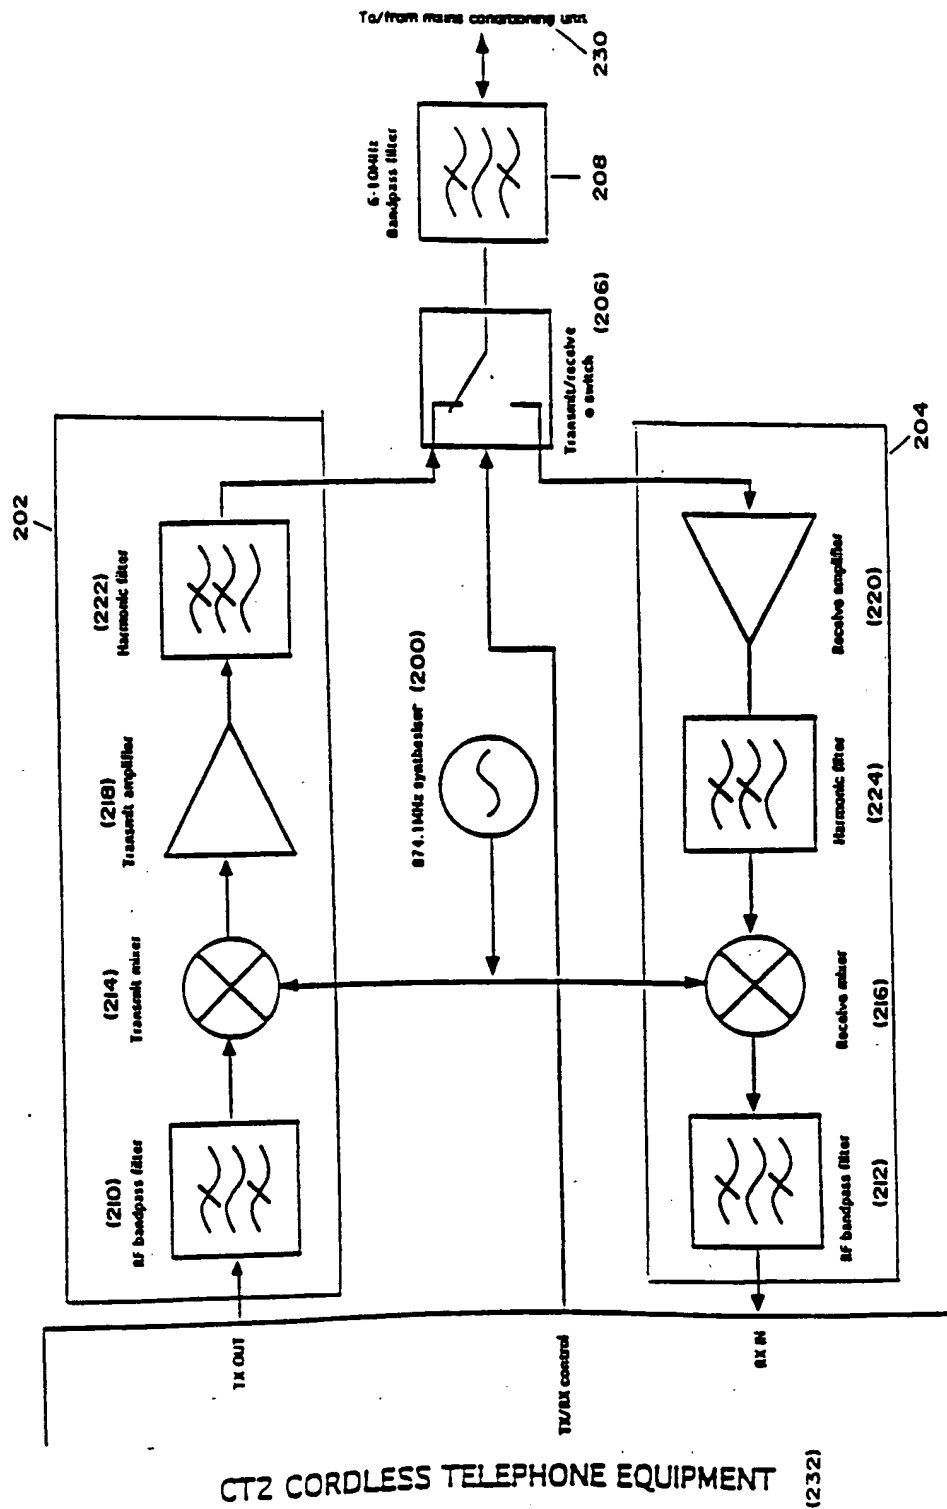 To/from mains conditioning unit
230
6-10MHz
Bandpass filter
208
(206)
Transmit/receive
e switch
202
204
(222)
Harmonic filter
(218)
Transmit amplifier
(214)
Transmit mixer
(210)
RF bandpass filter
874.1MHz synthesiser (200)
Receive amplifier
(220)
Harmonic filter
(224)
Receive mixer
(216)
RF bandpass filter
(212)
TX OUT
TX/RX control
RX IN
CT2 CORDLESS TELEPHONE EQUIPMENT
(232)